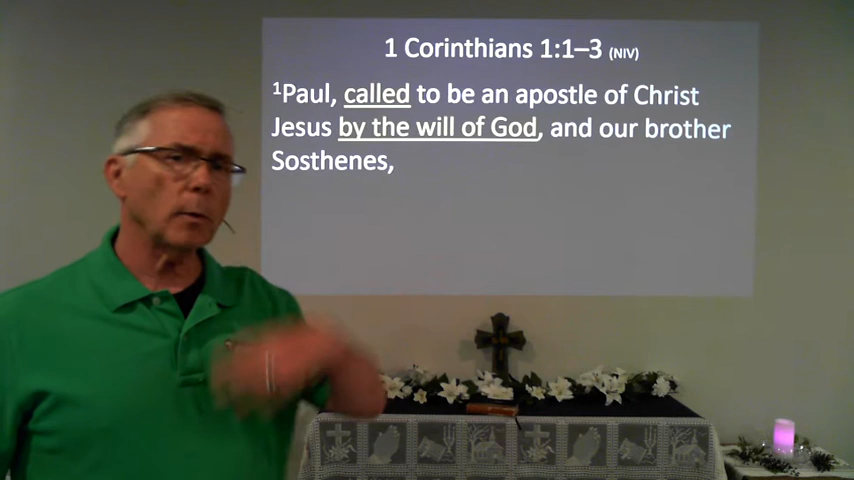 1 Corinthians 1:1–3 (NIV)
¹Paul, called to be an apostle of Christ
Jesus by the will of God, and our brother
Sosthenes,